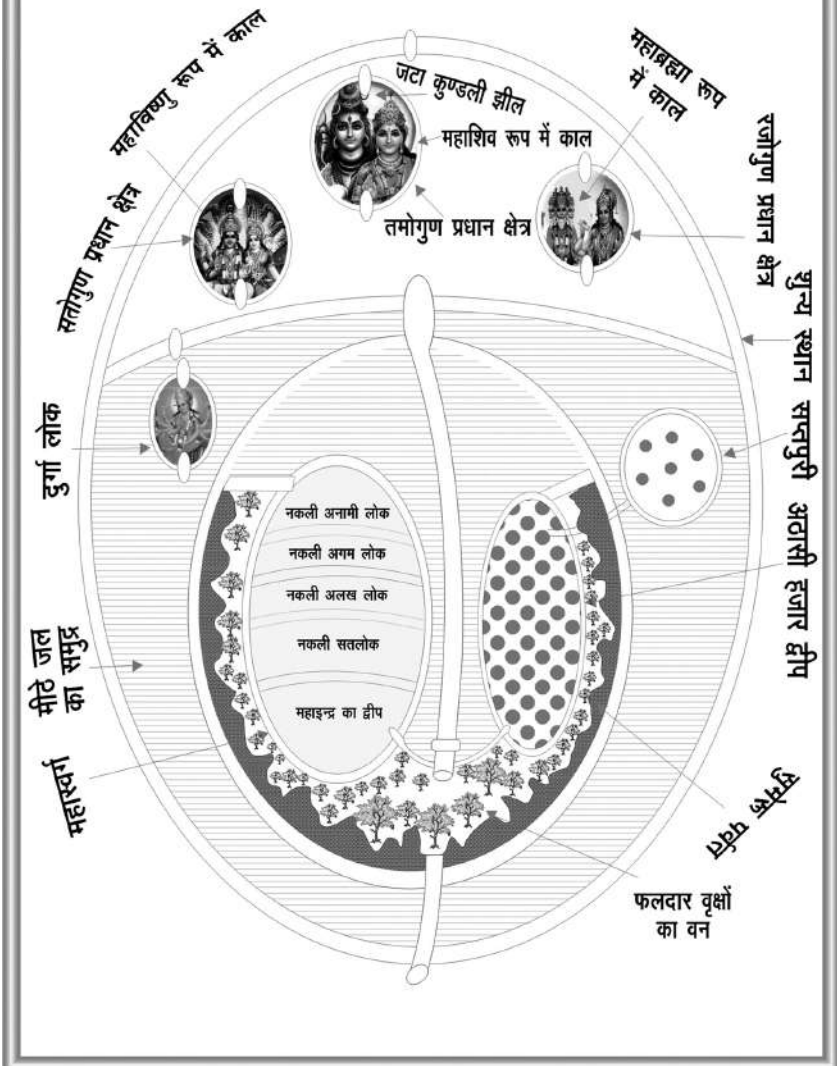 महाविष्णु रूप में काल
जटा कुण्डली झील
महाशिव रूप में काल
महाब्रह्मा रूप
में काल
सतोगुण प्रधान क्षेत्र
तमोगुण प्रधान क्षेत्र
रजोगुण प्रधान क्षेत्र
शुन्य स्थान
दुर्गा लोक
सप्तपुरी
नकली अनामी लोक
नकली अगम लोक
नकली अलख लोक
नकली सतलोक
महाइन्द्र का द्वीप
अठासी हजार द्वीप
मीठे जल
का समुद्र
महास्वर्ग
सुमेरू पर्वत
फलदार वृक्षों
का वन